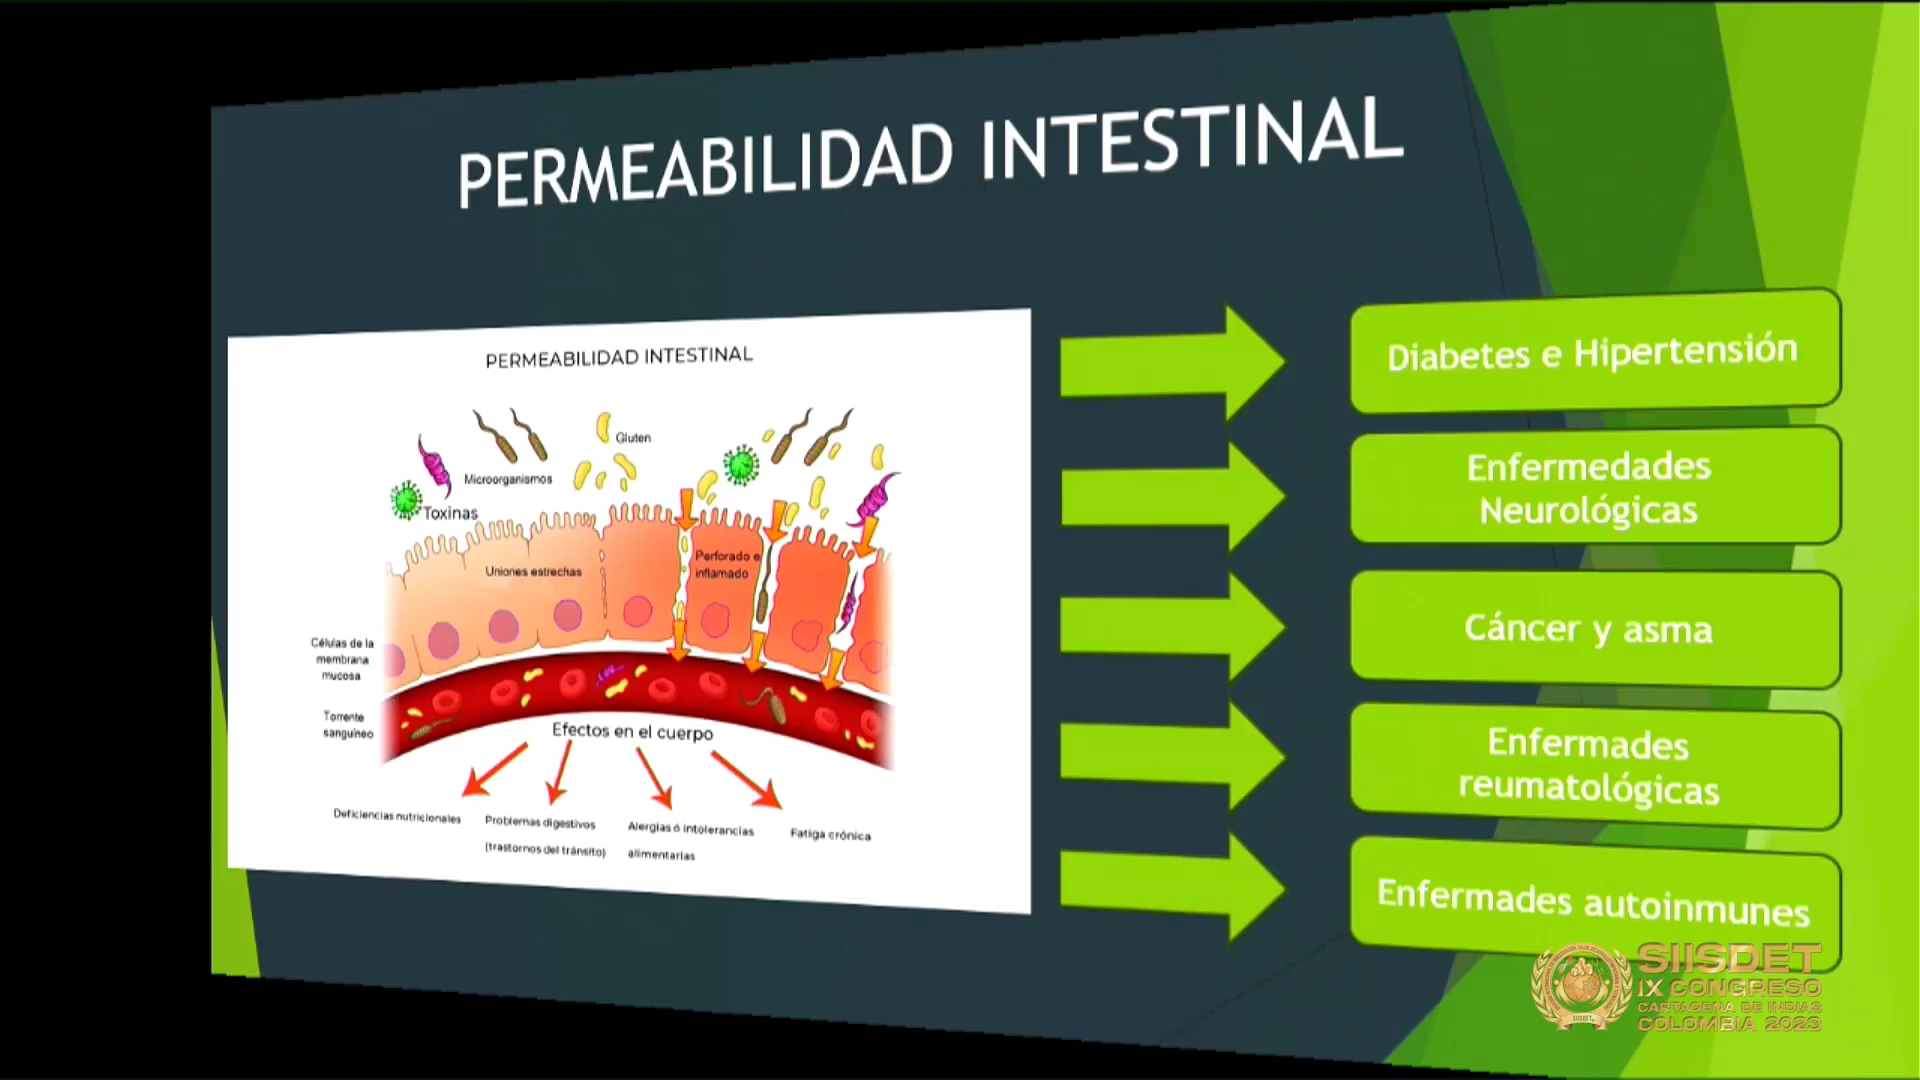 PERMEABILIDAD INTESTINAL
PERMEABILIDAD INTESTINAL
Gluten
Microorganismos
Toxinas
Uniones estrechas
Perforado e
inflamado
Células de la
membrana
mucosa
Torrente
sanguíneo
Efectos en el cuerpo
Deficiencias nutricionales
Problemas digestivos
(trastornos del tránsito)
Alergias ó intolerancias
alimentarias
Fatiga crónica
Diabetes e Hipertensión
Enfermedades
Neurológicas
Cáncer y asma
Enfermades
reumatológicas
Enfermades autoinmunes
SIISDET
IX CONGRESO
CARTAGENA DE INDIAS
COLOMBIA 2023
SIISDET